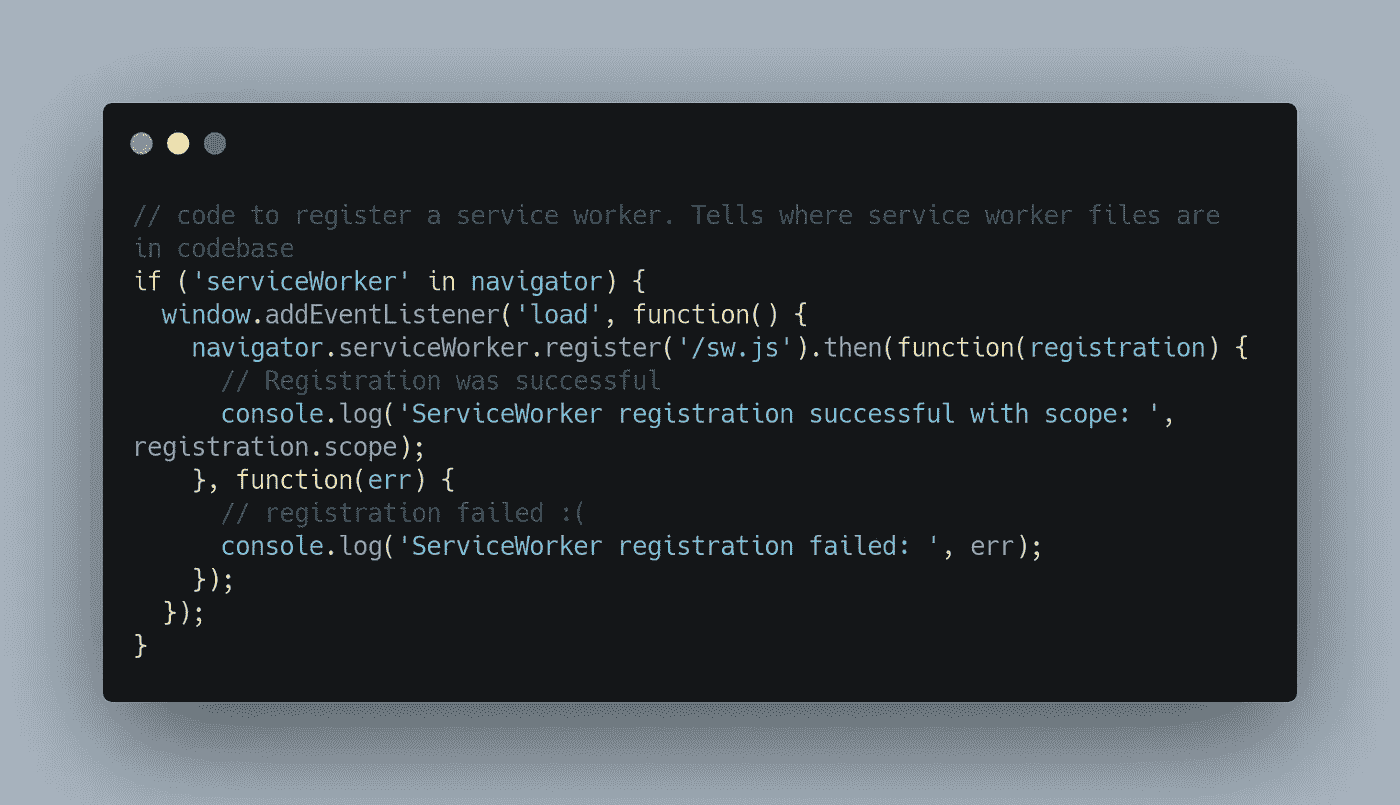 // code to register a service worker. Tells where service worker files are
in codebase
if ('serviceWorker' in navigator) {
  window.addEventListener('load', function() {
    navigator.serviceWorker.register('/sw.js').then(function(registration) {
      // Registration was successful
      console.log('ServiceWorker registration successful with scope: ',
registration.scope);
    }, function(err) {
      // registration failed :(
      console.log('ServiceWorker registration failed: ', err);
    });
  });
}